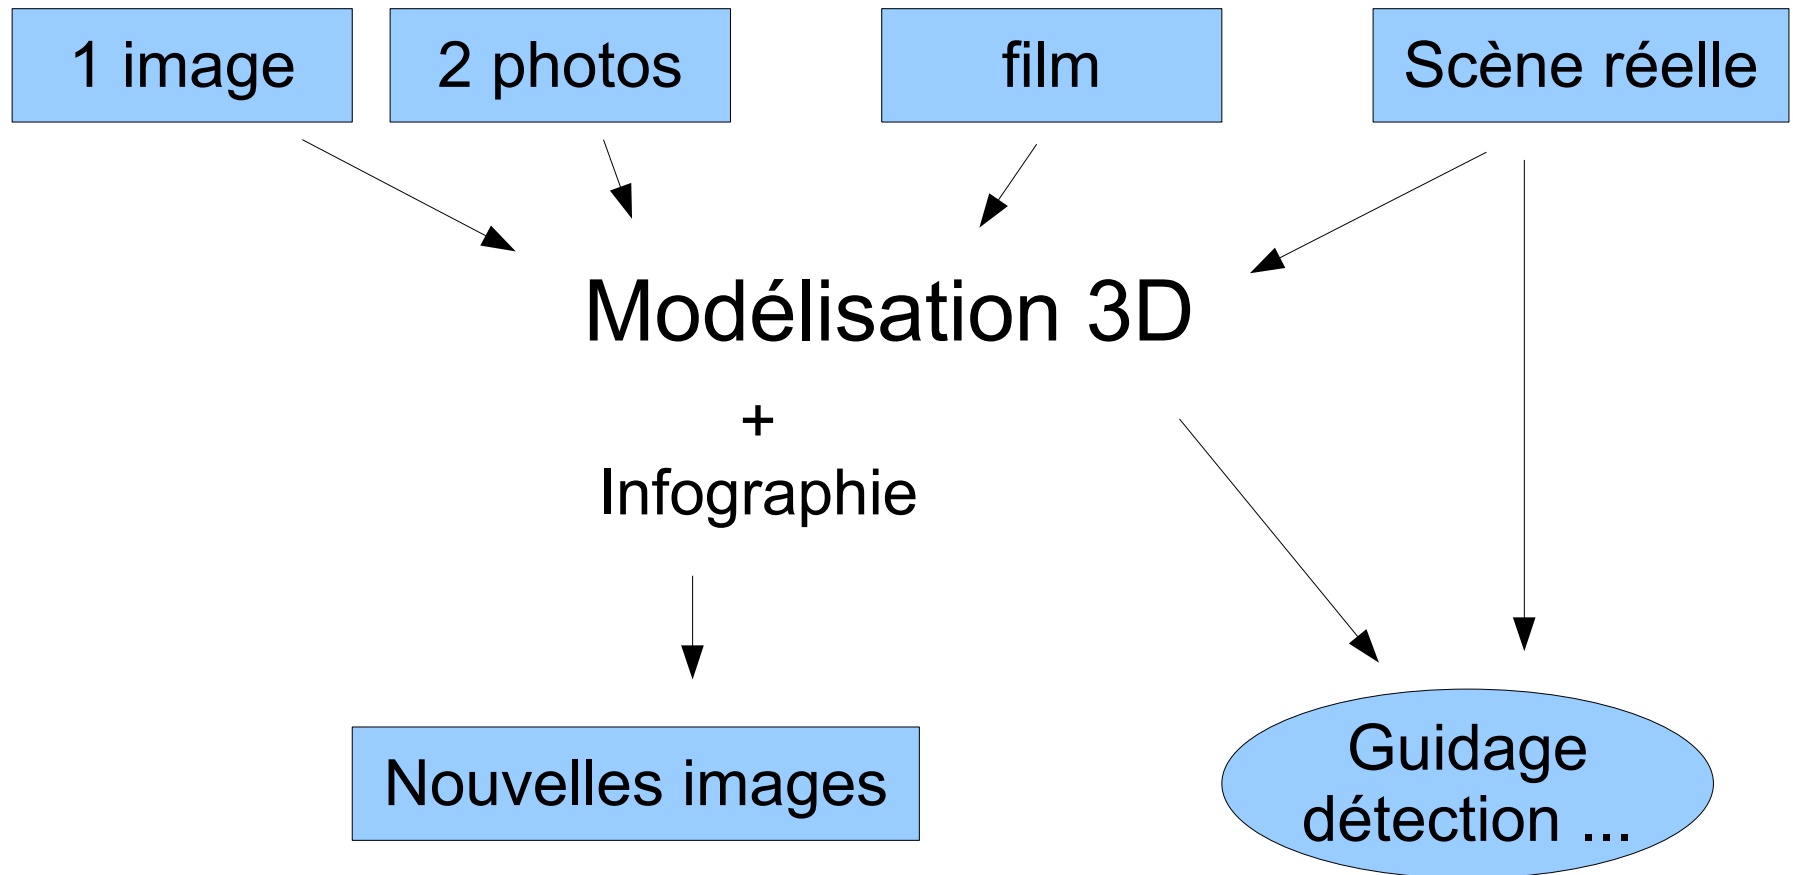 1 image
2 photos
film
Scène réelle
Modélisation 3D
+
Infographie
Nouvelles images
Guidage
détection ...